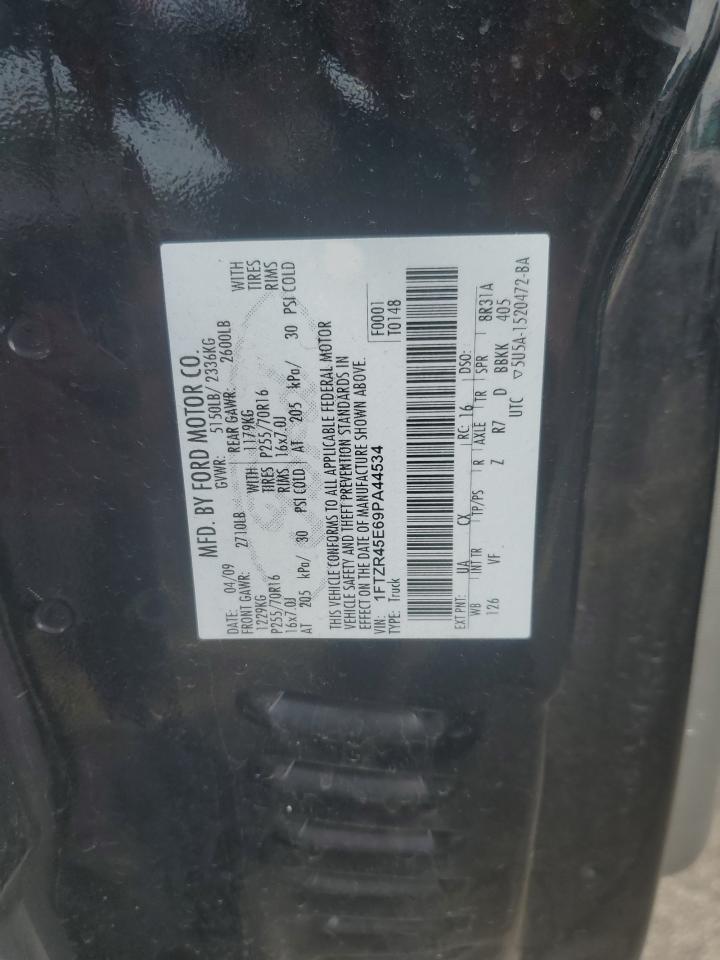 MFD. BY FORD MOTOR CO.
DATE: 04/09 GVWR: 5150LB/ 2336KG
FRONT GAWR: 2710LB REAR GAWR: 2600LB
1229KG WITH 1179KG WITH
P255/70R16 TIRES P255/70R16 TIRES
16x7.0J RIMS 16x7.0J RIMS
AT 205 kPa/ 30 PSI COLD AT 205 kPa/ 30 PSI COLD
THIS VEHICLE CONFORMS TO ALL APPLICABLE FEDERAL MOTOR
VEHICLE SAFETY AND THEFT PREVENTION STANDARDS IN
EFFECT ON THE DATE OF MANUFACTURE SHOWN ABOVE.
VIN: 1FTZR45E69PA44534 F0001
TYPE: Truck T0148
EXT PNT: UA CX RC: 16 DSO:
WB INT TR TP/PS R AXLE TR SPR 8R31A
126 VF Z R7 D BBKK 405
UTC ▽5U5A-1520472-BA